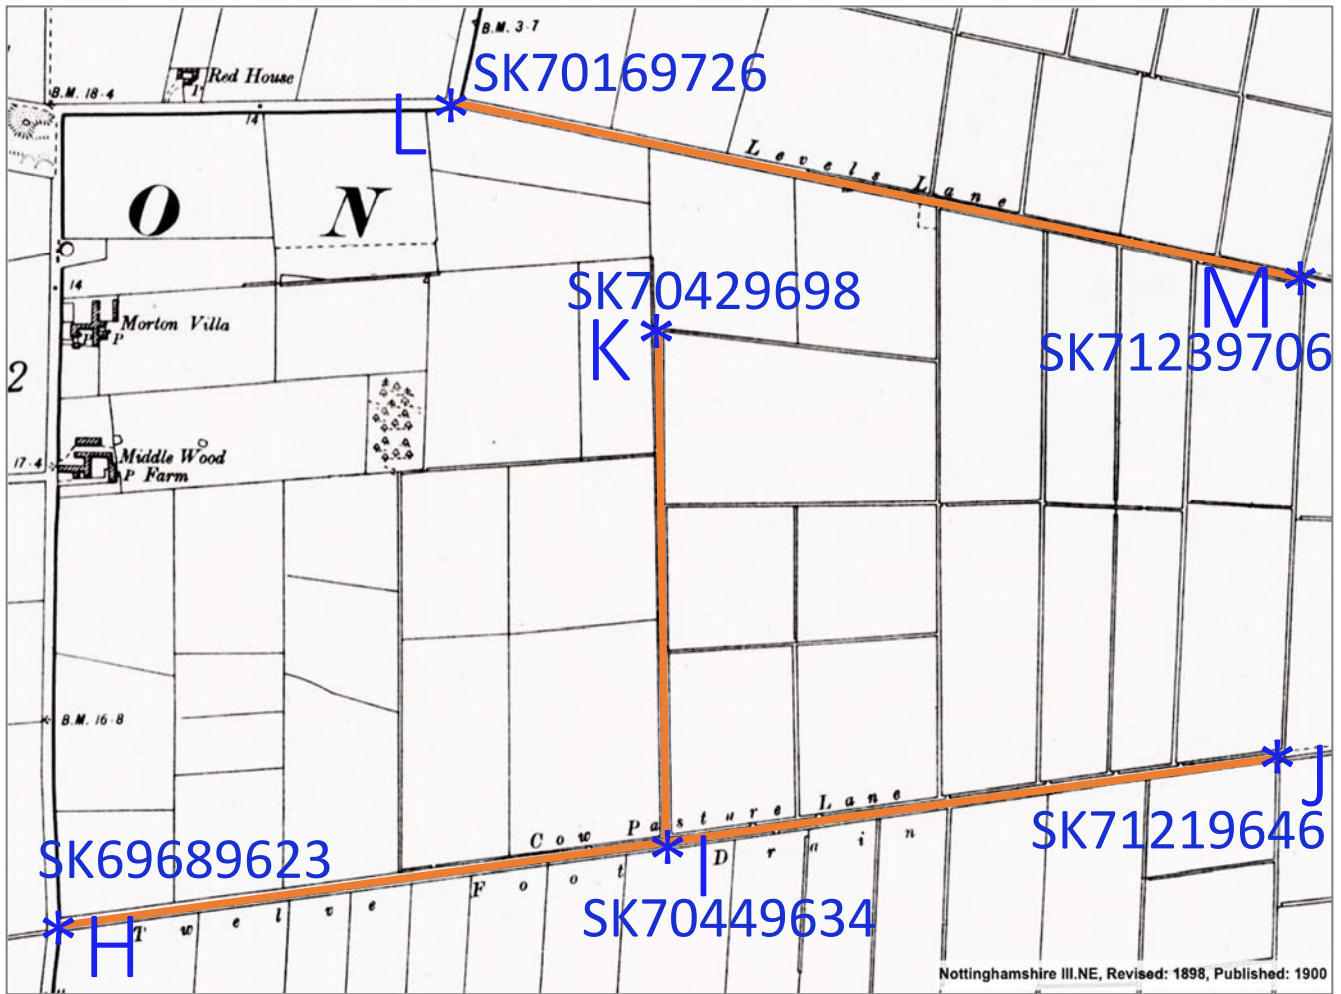 B.M. 3·7
SK70169726
Red House
B.M. 18·4
14
L
Levels Lane
O N
SK70429698
14
M
Morton Villa
P P
K
SK71239706
2
Middle Wood
17·4
P Farm
B.M. 16·8
J
Cow Pasture Lane
SK71219646
SK69689623
I
Twelve Foot Drain
SK70449634
H
Nottinghamshire III.NE, Revised: 1898, Published: 1900